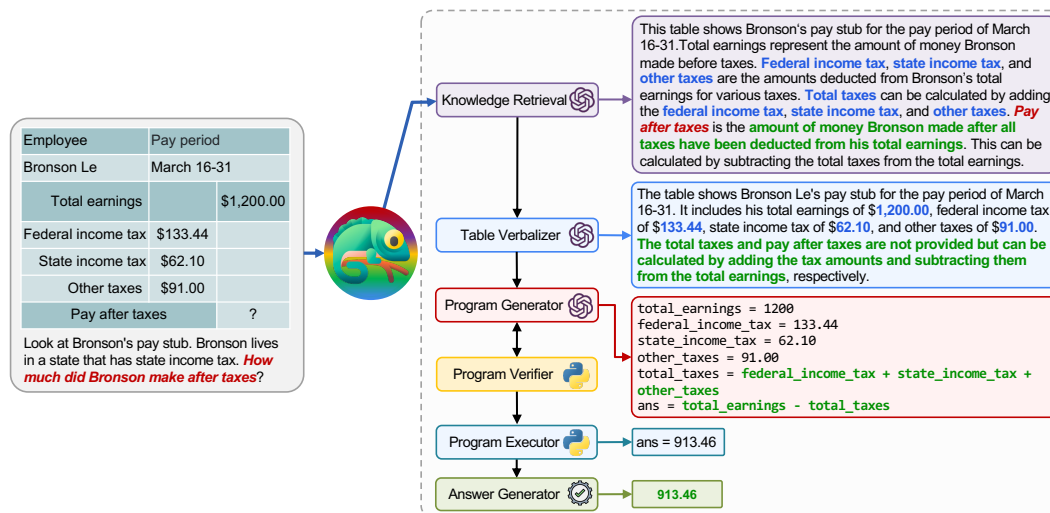 Employee Pay period
Bronson Le March 16-31
Total earnings $1,200.00
Federal income tax $133.44
State income tax $62.10
Other taxes $91.00
Pay after taxes ?
Look at Bronson's pay stub. Bronson lives
in a state that has state income tax. How
much did Bronson make after taxes?
Knowledge Retrieval
This table shows Bronson's pay stub for the pay period of March
16-31.Total earnings represent the amount of money Bronson
made before taxes. Federal income tax, state income tax, and
other taxes are the amounts deducted from Bronson's total
earnings for various taxes. Total taxes can be calculated by adding
the federal income tax, state income tax, and other taxes. Pay
after taxes is the amount of money Bronson made after all
taxes have been deducted from his total earnings. This can be
calculated by subtracting the total taxes from the total earnings.
Table Verbalizer
The table shows Bronson Le's pay stub for the pay period of March
16-31. It includes his total earnings of $1,200.00, federal income tax
of $133.44, state income tax of $62.10, and other taxes of $91.00.
The total taxes and pay after taxes are not provided but can be
calculated by adding the tax amounts and subtracting them
from the total earnings, respectively.
Program Generator
total_earnings = 1200
federal_income_tax = 133.44
state_income_tax = 62.10
other_taxes = 91.00
total_taxes = federal_income_tax + state_income_tax +
other_taxes
ans = total_earnings - total_taxes
Program Verifier
Program Executor
ans = 913.46
Answer Generator
913.46